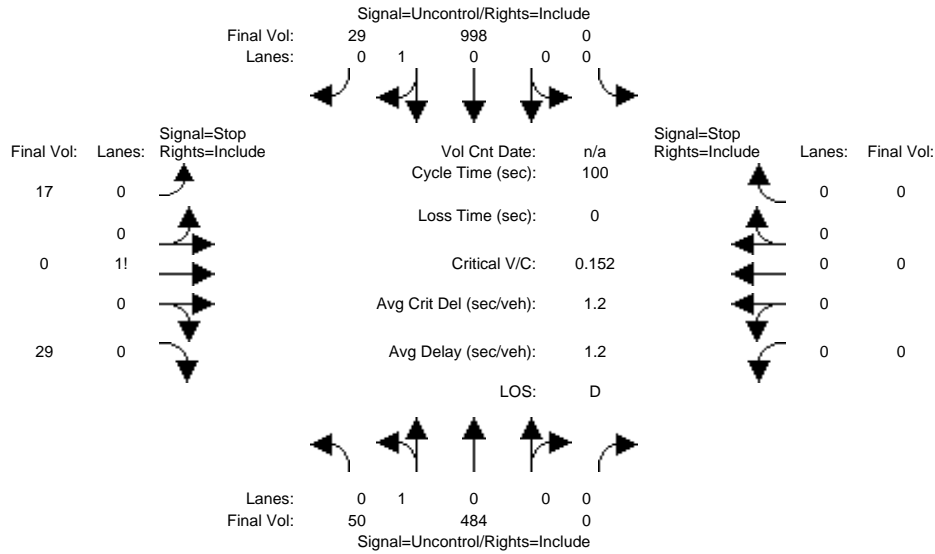 Signal=Uncontrol/Rights=Include
Final Vol: 29 998 0
Lanes: 0 1 0 0 0
Signal=Stop Signal=Stop
Final Vol: Lanes: Rights=Include Vol Cnt Date: n/a Rights=Include Lanes: Final Vol:
Cycle Time (sec): 100
17 0 0 0
Loss Time (sec): 0
0 0
0 1! Critical V/C: 0.152 0 0
0 Avg Crit Del (sec/veh): 1.2 0
29 0 Avg Delay (sec/veh): 1.2 0 0
LOS: D
Lanes: 0 1 0 0 0
Final Vol: 50 484 0
Signal=Uncontrol/Rights=Include